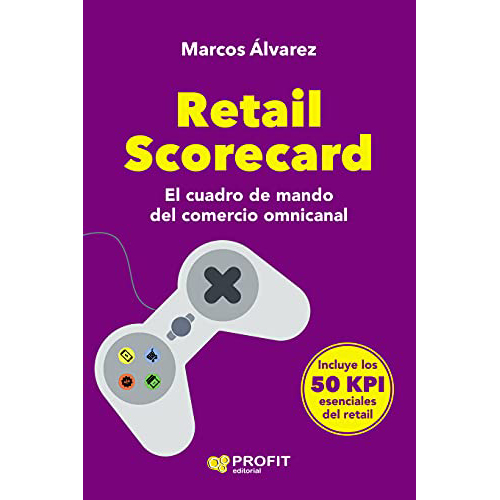 Marcos Álvarez
Retail
Scorecard
El cuadro de mando
del comercio omnicanal
Incluye los
50 KPI
esenciales
del retail
PROFIT
editorial